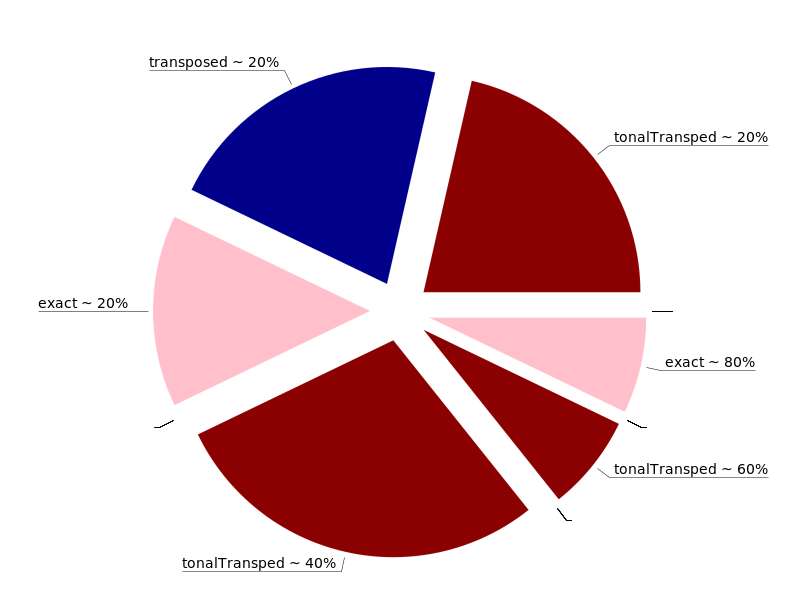 transposed ~ 20%
tonalTransped ~ 20%
exact ~ 20%
exact ~ 80%
tonalTransped ~ 60%
tonalTransped ~ 40%